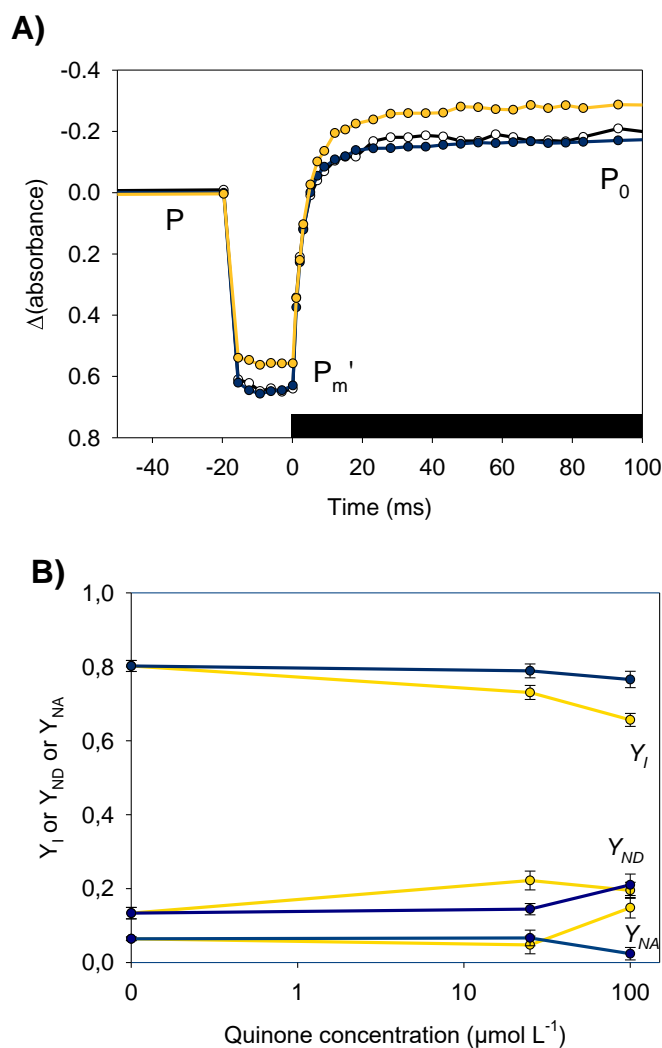 A)
-0.4
-0.2
0.0
0.2
0.4
0.6
0.8
Δ(absorbance)
P
P0
Pm'
-40 -20 0 20 40 60 80 100
Time (ms)
B)
1,0
0,8
0,6
0,4
0,2
0,0
YI or YND or YNA
YI
YND
YNA
0 1 10 100
Quinone concentration (µmol L-1)